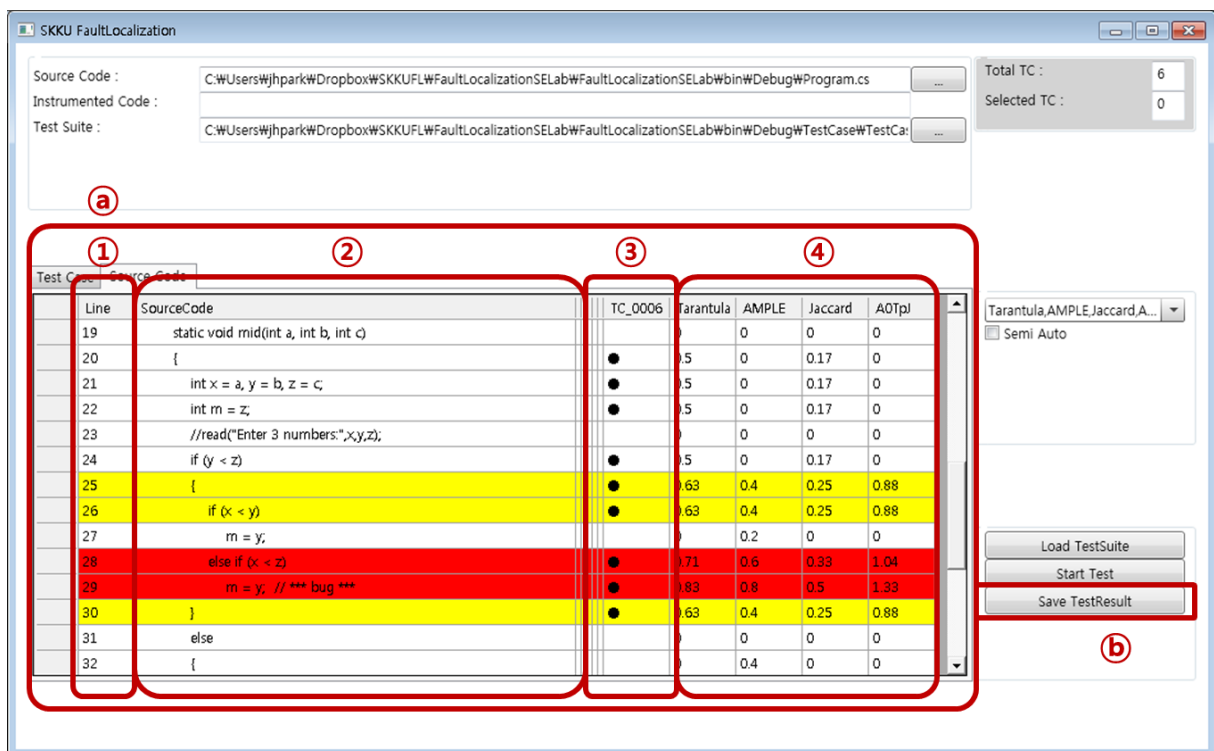 SKKU FaultLocalization
Source Code : C:₩Users₩jhpark₩Dropbox₩SKKUFL₩FaultLocalizationSELab₩FaultLocalizationSELab₩bin₩Debug₩Program.cs ...
Instrumented Code :
Test Suite : C:₩Users₩jhpark₩Dropbox₩SKKUFL₩FaultLocalizationSELab₩FaultLocalizationSELab₩bin₩Debug₩TestCase₩TestCa ...
Total TC : 6
Selected TC : 0
ⓐ
① ② ③ ④
Test Case Source Code
Line SourceCode TC_0006 Tarantula AMPLE Jaccard A0TpJ
19 static void mid(int a, int b, int c) 0 0 0 0
20 { ● 0.5 0 0.17 0
21 int x = a, y = b, z = c; ● 0.5 0 0.17 0
22 int m = z; ● 0.5 0 0.17 0
23 //read("Enter 3 numbers:",x,y,z); 0 0 0 0
24 if (y < z) ● 0.5 0 0.17 0
25 { ● 0.63 0.4 0.25 0.88
26 if (x < y) ● 0.63 0.4 0.25 0.88
27 m = y; 0 0.2 0 0
28 else if (x < z) ● 0.71 0.6 0.33 1.04
29 m = y; // *** bug *** ● 0.83 0.8 0.5 1.33
30 } ● 0.63 0.4 0.25 0.88
31 else 0 0 0 0
32 { 0 0.4 0 0
Tarantula,AMPLE,Jaccard,A...
Semi Auto
Load TestSuite
Start Test
Save TestResult
ⓑ